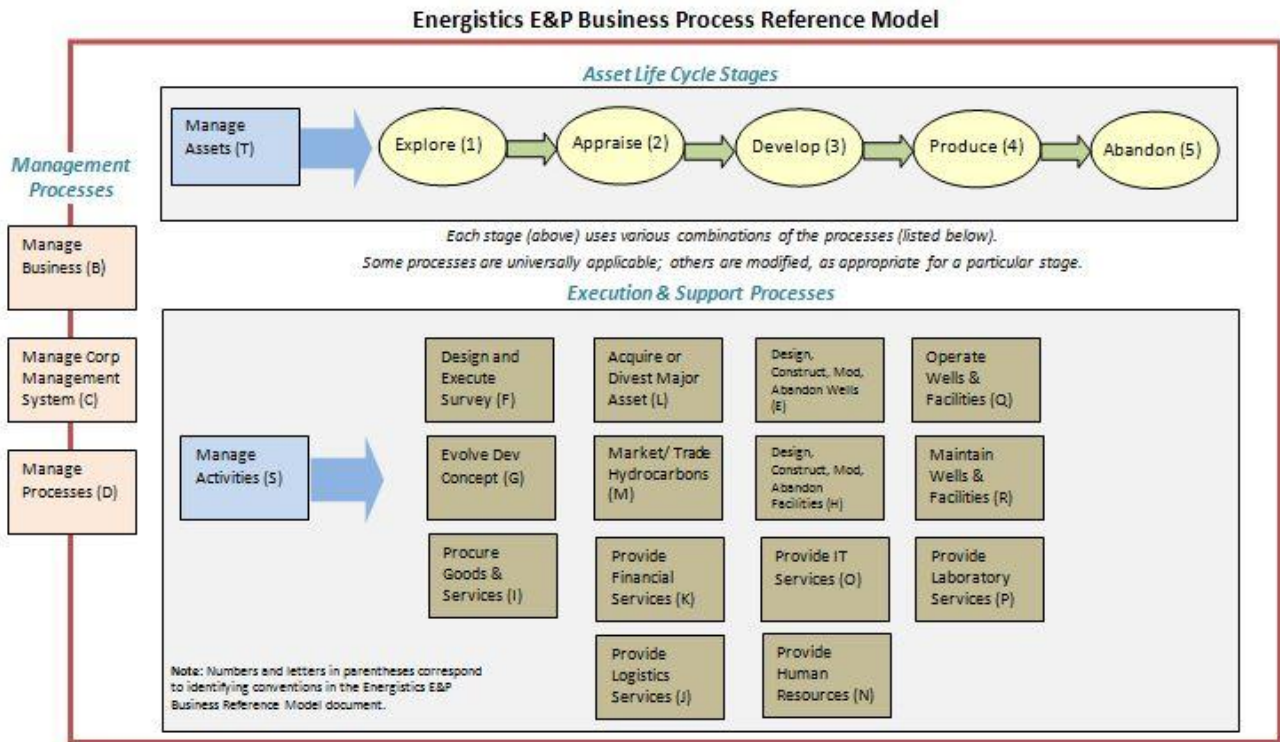 Energistics E&P Business Process Reference Model
Asset Life Cycle Stages
Manage
Assets (T)
Explore (1)
Appraise (2)
Develop (3)
Produce (4)
Abandon (5)
Management
Processes
Each stage (above) uses various combinations of the processes (listed below).
Some processes are universally applicable; others are modified, as appropriate for a particular stage.
Manage
Business (B)
Manage Corp
Management
System (C)
Manage
Processes (D)
Execution & Support Processes
Manage
Activities (S)
Design and
Execute
Survey (F)
Acquire or
Divest Major
Asset (L)
Design,
Construct, Mod,
Abandon Wells
(E)
Operate
Wells &
Facilities (Q)
Evolve Dev
Concept (G)
Market/ Trade
Hydrocarbons
(M)
Design,
Construct, Mod,
Abandon
Facilities (H)
Maintain
Wells &
Facilities (R)
Procure
Goods &
Services (I)
Provide
Financial
Services (K)
Provide IT
Services (O)
Provide
Laboratory
Services (P)
Provide
Logistics
Services (J)
Provide
Human
Resources (N)
Note: Numbers and letters in parentheses correspond
to identifying conventions in the Energistics E&P
Business Reference Model document.